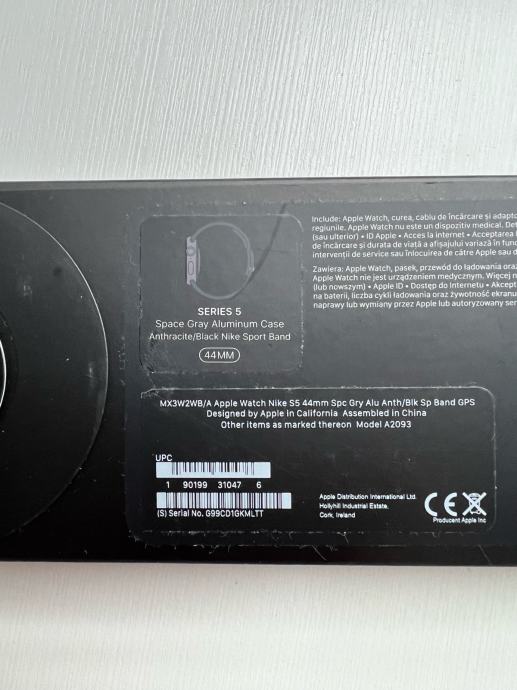 Include: Apple Watch, curea, cablu de încărcare și adapto
regiunile. Apple Watch nu este un dispozitiv medical. Det
(sau ulterior) • ID Apple • Acces la internet • Acceptarea
de încărcare și durata de viață a afișajului variază în func
intervenții de service sau înlocuirea de către Apple sau d
Zawiera: Apple Watch, pasek, przewód do ładowania oraz
Apple Watch nie jest urządzeniem medycznym. Więcej n
(lub nowszym) • Apple ID • Dostęp do Internetu • Akcept
na baterii, liczba cykli ładowania oraz żywotność ekranu
naprawy lub wymiany przez Apple lub autoryzowany ser
SERIES 5
Space Gray Aluminum Case
Anthracite/Black Nike Sport Band
44MM
MX3W2WB/A Apple Watch Nike S5 44mm Spc Gry Alu Anth/Blk Sp Band GPS
Designed by Apple in California Assembled in China
Other items as marked thereon Model A2093
UPC
1 90199 31047 6
(S) Serial No. G99CD1GKMLTT
Apple Distribution International Ltd.
Hollyhill Industrial Estate,
Cork, Ireland
CE
Producent Apple Inc